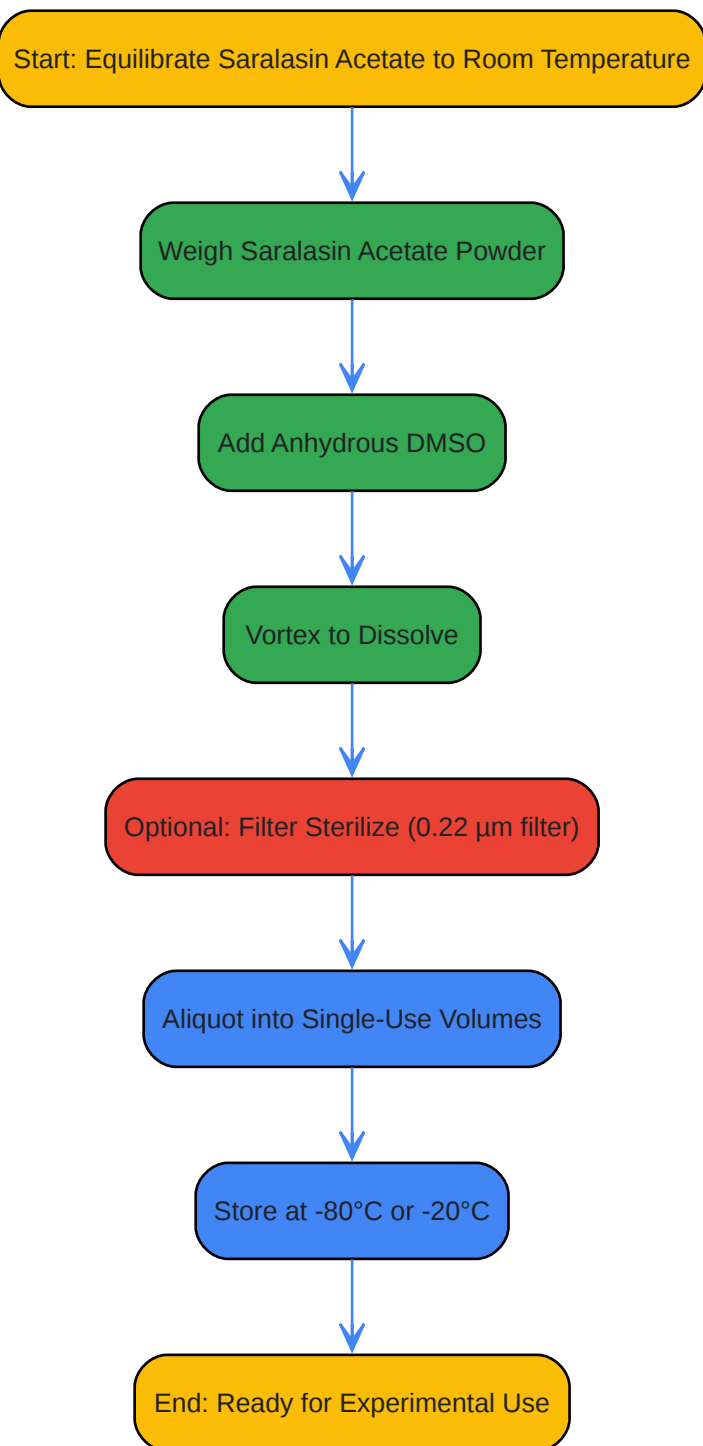 Start: Equilibrate Saralasin Acetate to Room Temperature
Weigh Saralasin Acetate Powder
Add Anhydrous DMSO
Vortex to Dissolve
Optional: Filter Sterilize (0.22 µm filter)
Aliquot into Single-Use Volumes
Store at -80°C or -20°C
End: Ready for Experimental Use